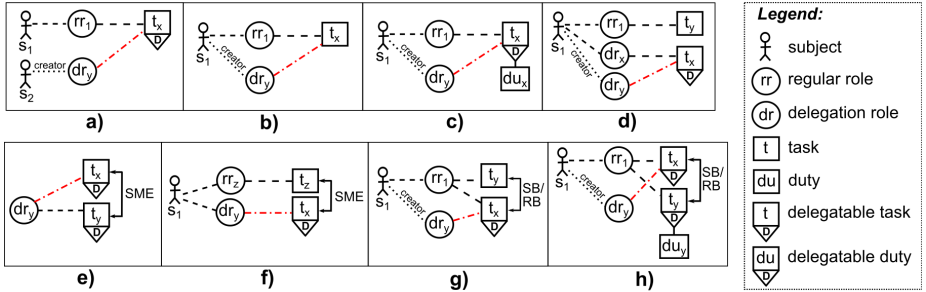 s1 rr1 tx D
s2 creator dry
a)
s1 rr1 tx
creator dry
b)
s1 rr1 tx D
creator dry dux
c)
s1 rr1 ty
drx tx D
creator dry
d)
tx D
dry SME
ty D
e)
s1 rrz tz
SME
dry tx D
f)
s1 rr1 ty
SB/
RB
creator dry tx D
g)
s1 rr1 tx D
SB/
RB
creator dry ty D
duy
h)
Legend:
subject
rr regular role
dr delegation role
t task
du duty
t D delegatable task
du D delegatable duty